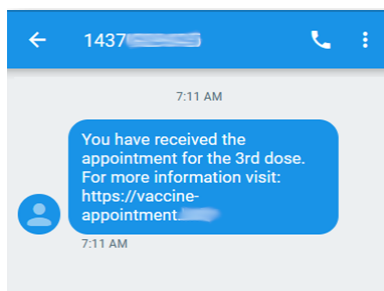 1437
7:11 AM
You have received the
appointment for the 3rd dose.
For more information visit:
https://vaccine-
appointment.
7:11 AM